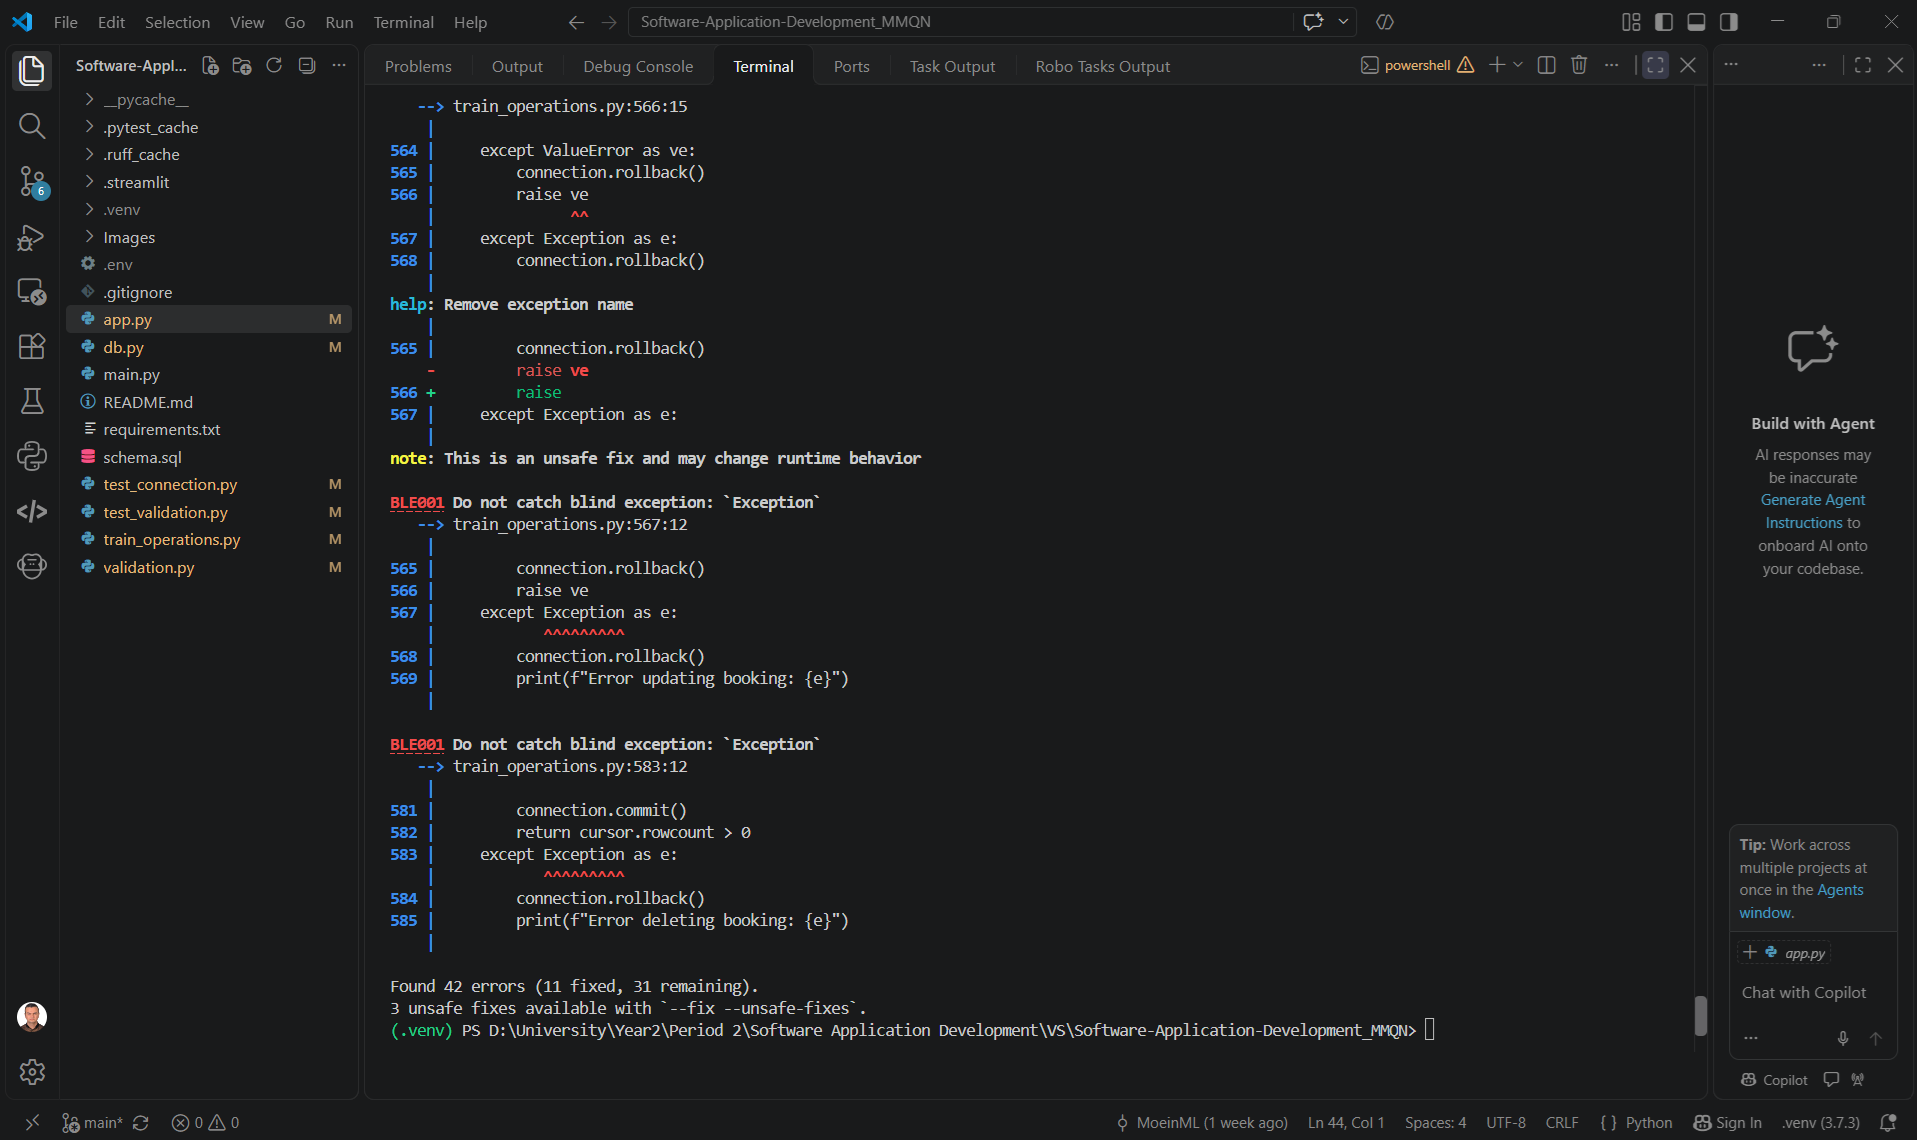 File Edit Selection View Go Run Terminal Help
Software-Application-Development_MMQN
Software-Appl...
__pycache__
.pytest_cache
.ruff_cache
.streamlit
.venv
Images
.env
.gitignore
app.py M
db.py M
main.py
README.md
requirements.txt
schema.sql
test_connection.py M
test_validation.py M
train_operations.py M
validation.py M
6
Problems Output Debug Console Terminal Ports Task Output Robo Tasks Output
powershell
--> train_operations.py:566:15
|
564 | except ValueError as ve:
565 | connection.rollback()
566 | raise ve
| ^^
567 | except Exception as e:
568 | connection.rollback()
|
help: Remove exception name
|
565 | connection.rollback()
- raise ve
566 + raise
567 | except Exception as e:
|
note: This is an unsafe fix and may change runtime behavior
BLE001 Do not catch blind exception: `Exception`
--> train_operations.py:567:12
|
565 | connection.rollback()
566 | raise ve
567 | except Exception as e:
| ^^^^^^^^^
568 | connection.rollback()
569 | print(f"Error updating booking: {e}")
|
BLE001 Do not catch blind exception: `Exception`
--> train_operations.py:583:12
|
581 | connection.commit()
582 | return cursor.rowcount > 0
583 | except Exception as e:
| ^^^^^^^^^
584 | connection.rollback()
585 | print(f"Error deleting booking: {e}")
|
Found 42 errors (11 fixed, 31 remaining).
3 unsafe fixes available with `--fix --unsafe-fixes`.
(.venv) PS D:\University\Year2\Period 2\Software Application Development\VS\Software-Application-Development_MMQN>
Build with Agent
AI responses may
be inaccurate
Generate Agent
Instructions to
onboard AI onto
your codebase.
Tip: Work across
multiple projects at
once in the Agents
window.
app.py
Chat with Copilot
Copilot
main* 0 0
MoeinML (1 week ago) Ln 44, Col 1 Spaces: 4 UTF-8 CRLF { } Python Sign In .venv (3.7.3)